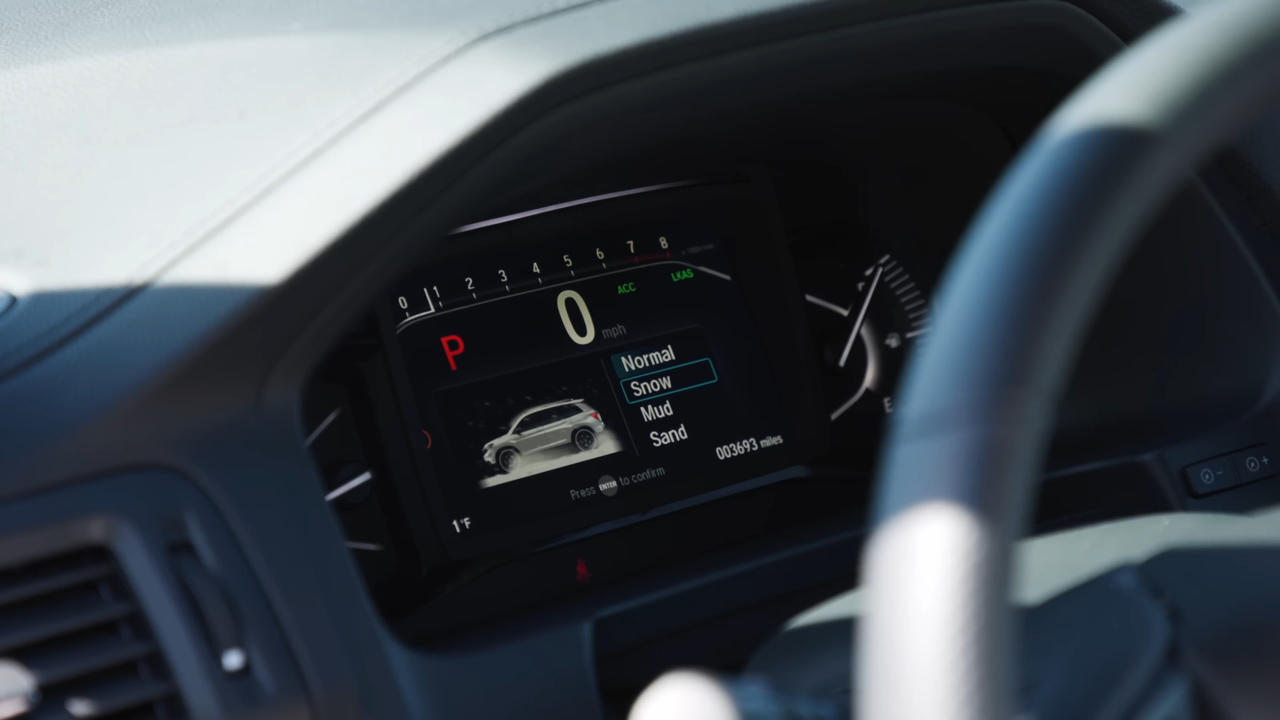 0 1 2 3 4 5 6 7 8
ACC LKAS
P 0 mph
Normal
Snow
Mud
Sand
003693 miles
Press ENTER to confirm
1°F
E